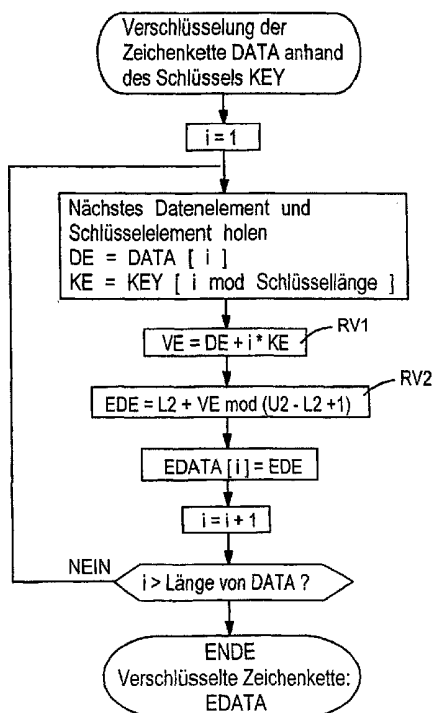 Verschlüsselung der
Zeichenkette DATA anhand
des Schlüssels KEY
i = 1
Nächstes Datenelement und
Schlüsselelement holen
DE = DATA [ i ]
KE = KEY [ i mod Schlüssellänge ]
RV1
VE = DE + i * KE
RV2
EDE = L2 + VE mod (U2 - L2 +1)
EDATA [ i ] = EDE
i = i + 1
NEIN
i > Länge von DATA ?
ENDE
Verschlüsselte Zeichenkette:
EDATA